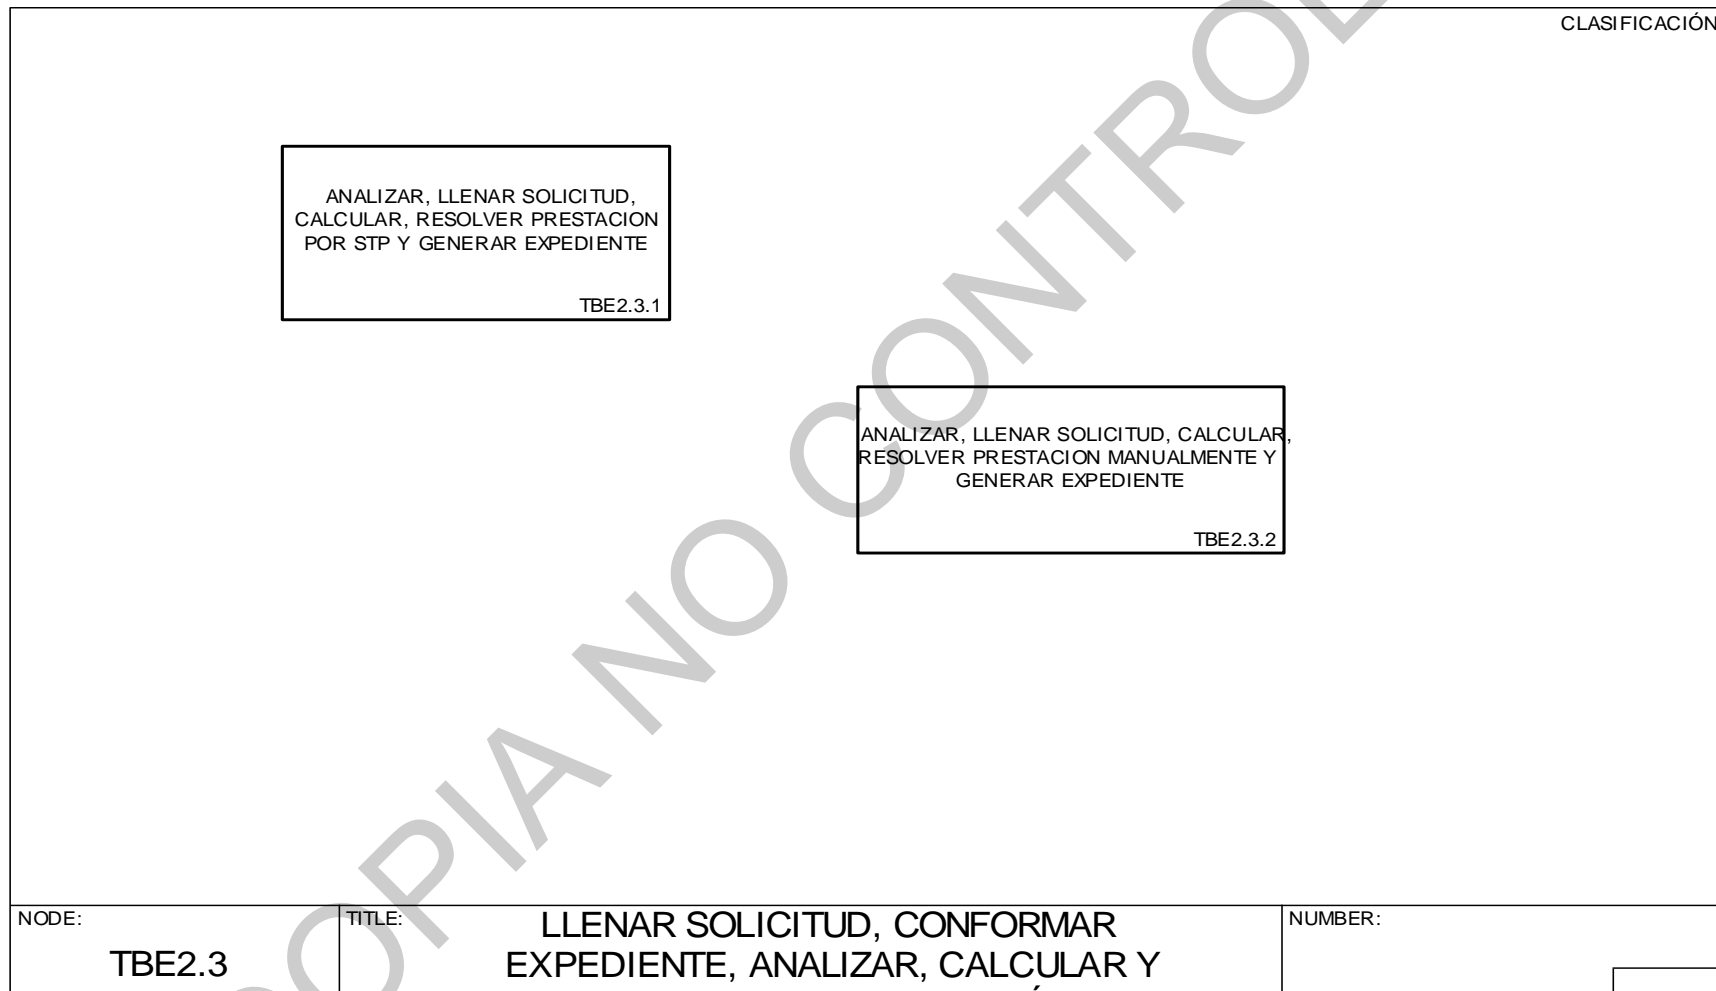 CLASIFICACIÓN
ANALIZAR, LLENAR SOLICITUD,
CALCULAR, RESOLVER PRESTACION
POR STP Y GENERAR EXPEDIENTE
TBE2.3.1
ANALIZAR, LLENAR SOLICITUD, CALCULAR,
RESOLVER PRESTACION MANUALMENTE Y
GENERAR EXPEDIENTE
TBE2.3.2
NODE:
TBE2.3
TITLE:
LLENAR SOLICITUD, CONFORMAR
EXPEDIENTE, ANALIZAR, CALCULAR Y
NUMBER:
OPIA NO CONTROL